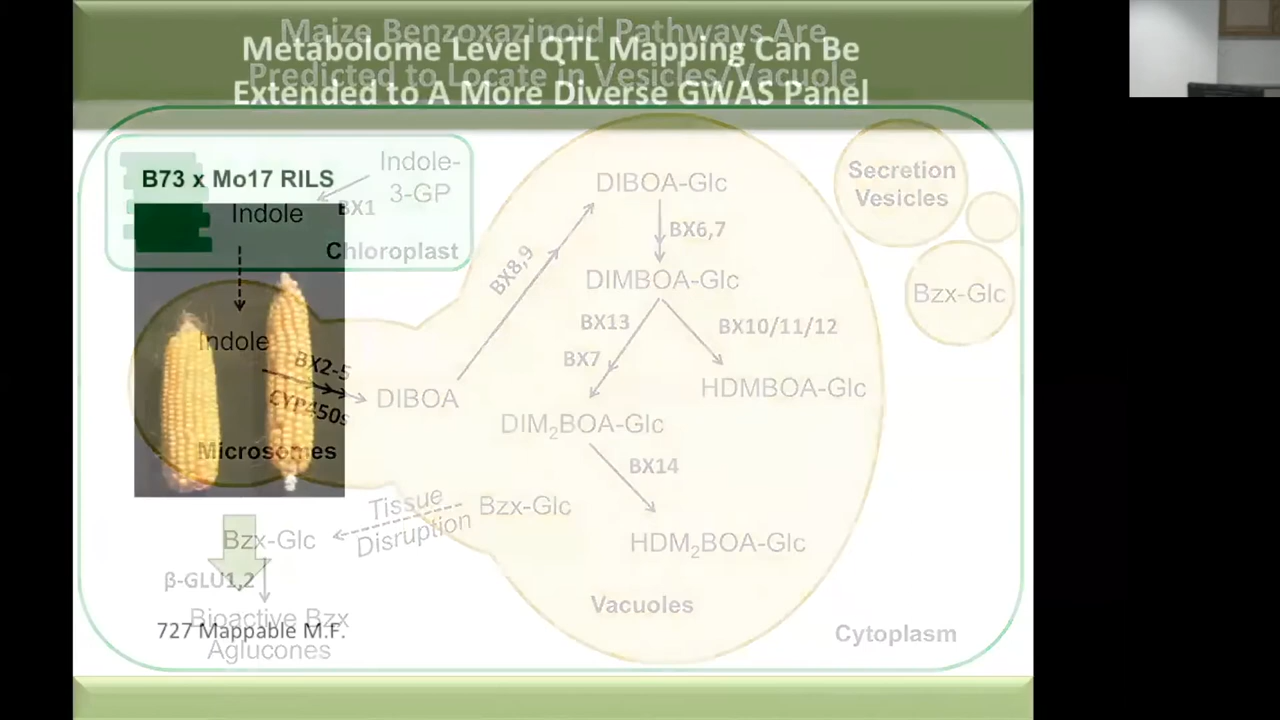 Maize Benzoxazinoid Pathways Are
Metabolome Level QTL Mapping Can Be
Predicted to Locate in Vesicles/Vacuole
Extended to A More Diverse GWAS Panel
B73 x Mo17 RILS
Indole-
3-GP
BX1
Indole
Chloroplast
Indole
BX2-5
CYP450s
Microsomes
DIBOA
BX8,9
DIBOA-Glc
BX6,7
DIMBOA-Glc
BX13
BX7
BX10/11/12
HDMBOA-Glc
DIM₂BOA-Glc
BX14
HDM₂BOA-Glc
Vacuoles
Secretion
Vesicles
Bzx-Glc
Bzx-Glc
Tissue
Disruption
Bzx-Glc
β-GLU1,2
Bioactive Bzx
727 Mappable M.F.
Aglucones
Cytoplasm